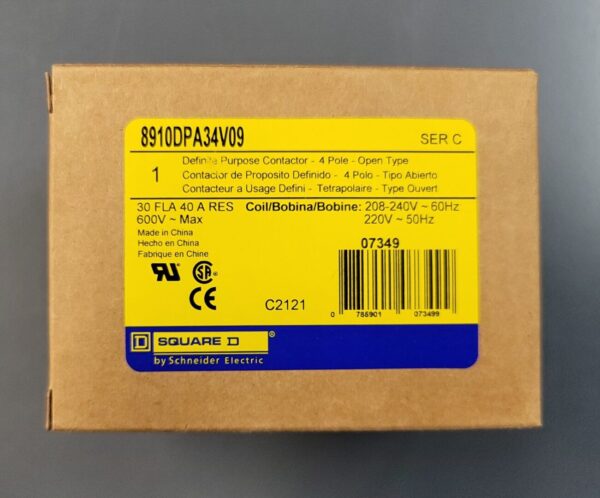 8910DPA34V09
SER C
1
Definite Purpose Contactor - 4 Pole - Open Type
Contactor de Proposito Definido - 4 Polo - Tipo Abierto
Contacteur a Usage Defini - Tetrapolaire - Type Ouvert
30 FLA 40 A RES Coil/Bobina/Bobine: 208-240V ~ 60Hz
600V ~ Max 220V ~ 50Hz
Made in China
Hecho en China
Fabrique en Chine
07349
C2121
0 785901 073499
SQUARE D ®
by Schneider Electric